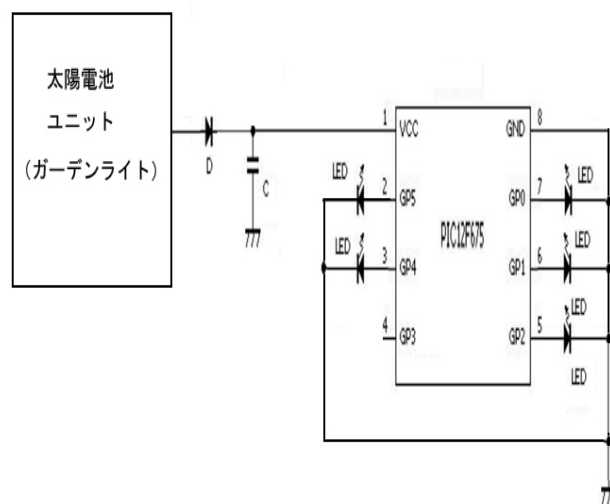 太陽電池
ユニット
(ガーデンライト)
D
C
1
VCC
GND
8
LED
2
GP5
GP0
7
LED
LED
3
GP4
GP1
6
PIC12F675
4
GP3
GP2
5
LED
LED